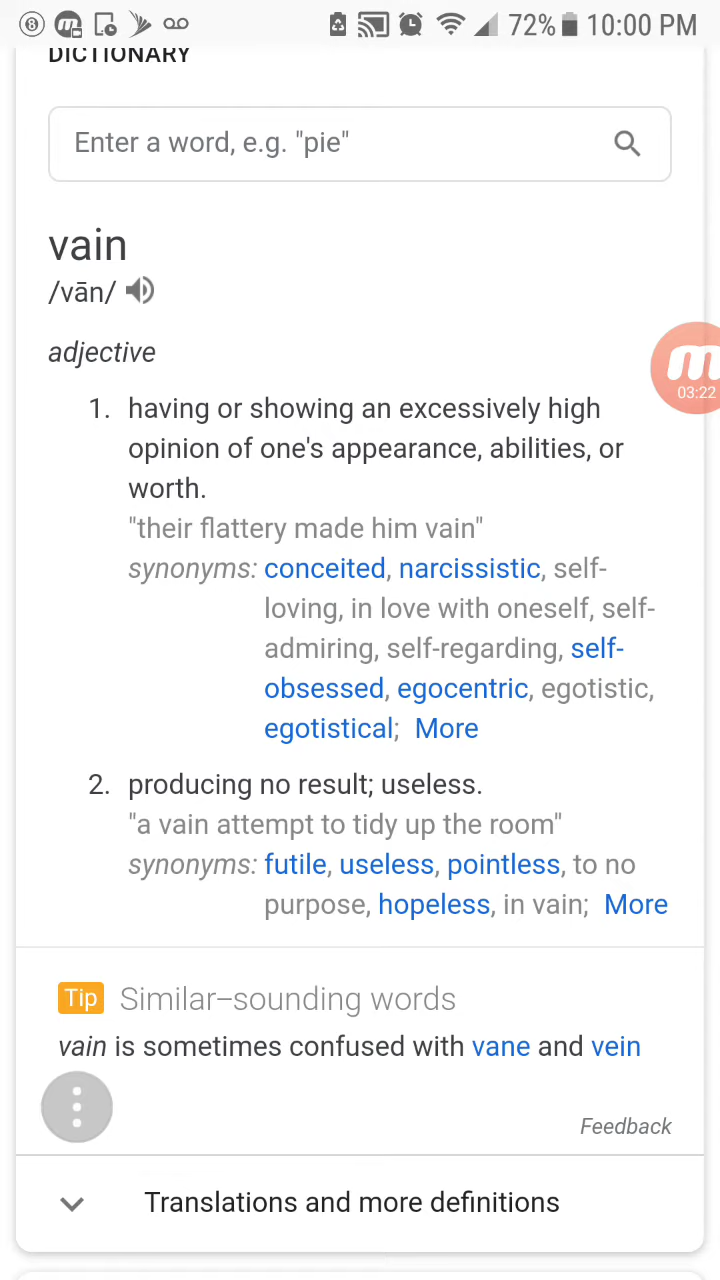 72% 10:00 PM
DICTIONARY
Enter a word, e.g. "pie"
vain
/vān/
adjective
03:22
1. having or showing an excessively high
opinion of one's appearance, abilities, or
worth.
"their flattery made him vain"
synonyms: conceited, narcissistic, self-
loving, in love with oneself, self-
admiring, self-regarding, self-
obsessed, egocentric, egotistic,
egotistical; More
2. producing no result; useless.
"a vain attempt to tidy up the room"
synonyms: futile, useless, pointless, to no
purpose, hopeless, in vain; More
Tip Similar–sounding words
vain is sometimes confused with vane and vein
Feedback
Translations and more definitions